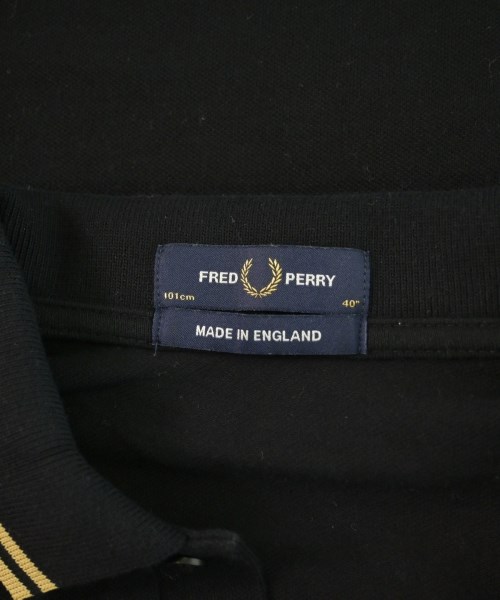 FRED PERRY
101cm 40"
MADE IN ENGLAND